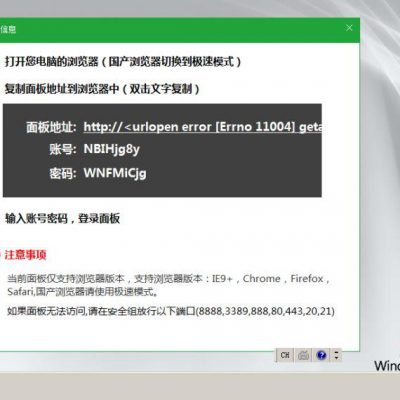 信息
打开您电脑的浏览器（国产浏览器切换到极速模式）
复制面板地址到浏览器中（双击文字复制）
面板地址: http://<urlopen error [Errno 11004] geta
账号: NBIHjg8y
密码: WNFMiCjg
输入账号密码，登录面板
注意事项
当前面板仅支持浏览器版本，支持浏览器版本：IE9+，Chrome，Firefox，
Safari,国产浏览器请使用极速模式。
如果面板无法访问,请在安全组放行以下端口(8888,3389,888,80,443,20,21)
CH
Wind